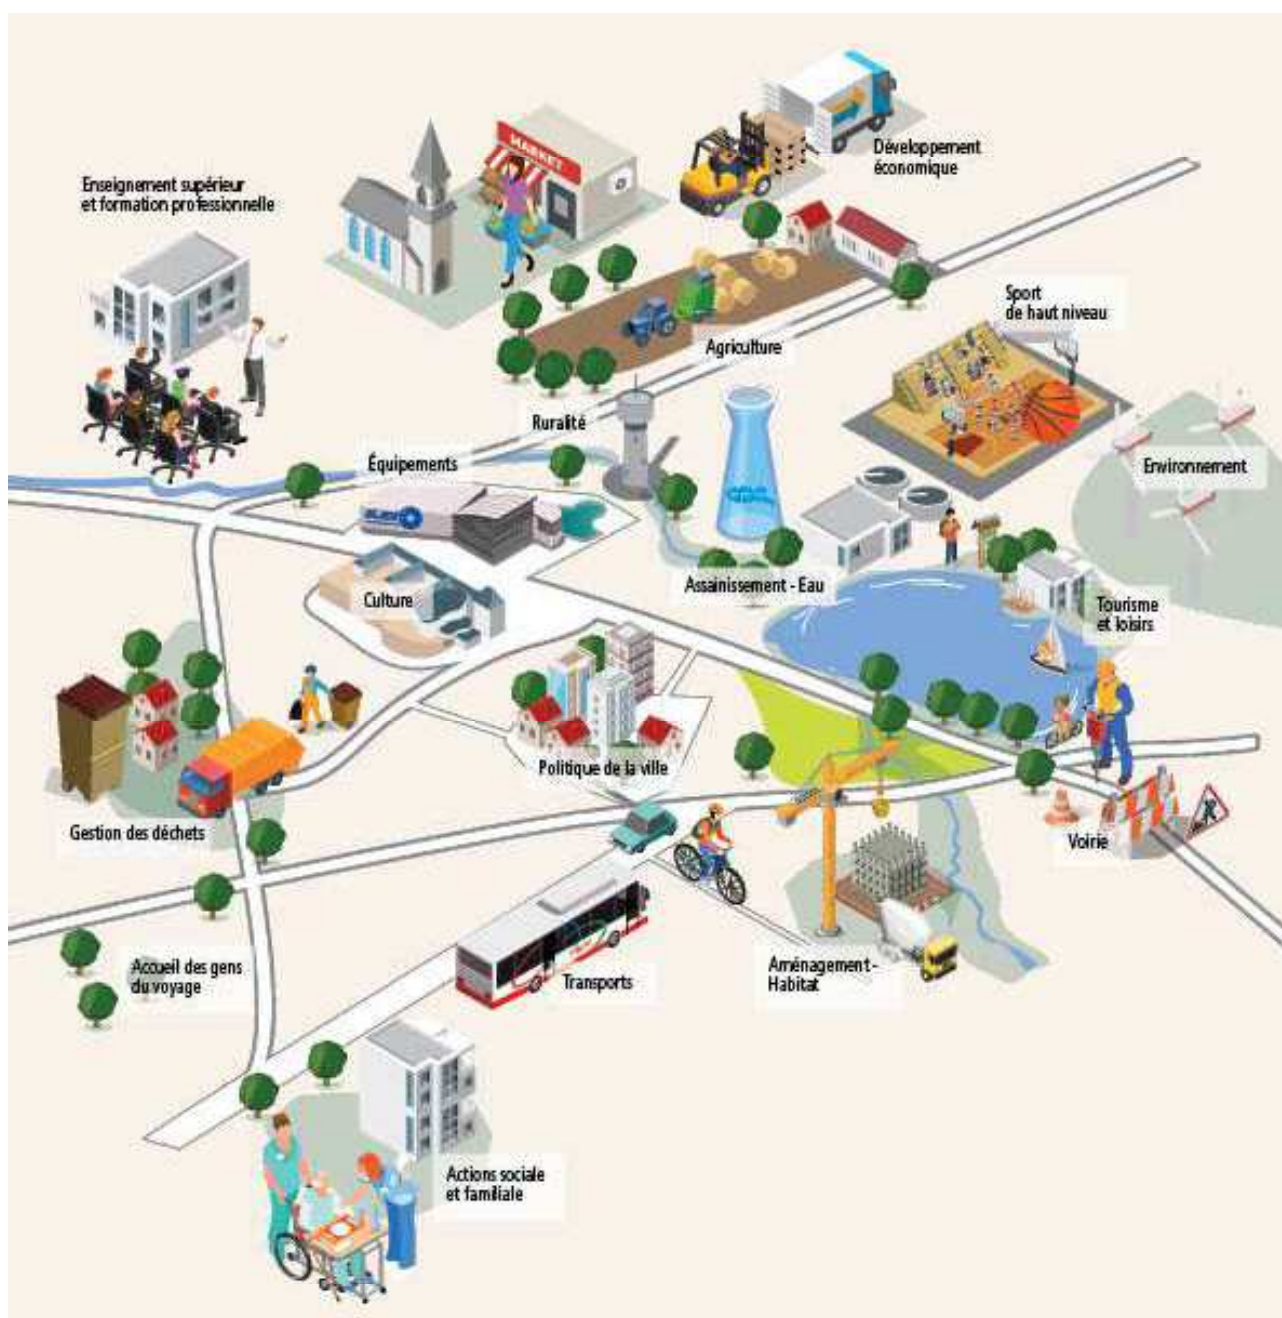 Développement
économique
MARKET
Enseignement supérieur
et formation professionnelle
Sport
de haut niveau
Agriculture
Ruralité
Équipements
Environnement
Assainissement - Eau
Culture
Tourisme
et loisirs
Politique de la ville
Gestion des déchets
Voirie
Accueil des gens
du voyage
Transports
Aménagement -
Habitat
Actions sociale
et familiale